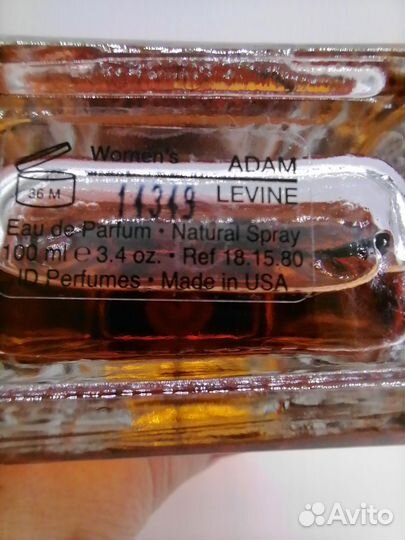 Women's
ADAM
36 M
14349
LEVINE
Eau de Parfum • Natural Spray
100 ml e 3.4 oz. • Ref 18.15.80
ID Perfumes • Made in USA
Avito